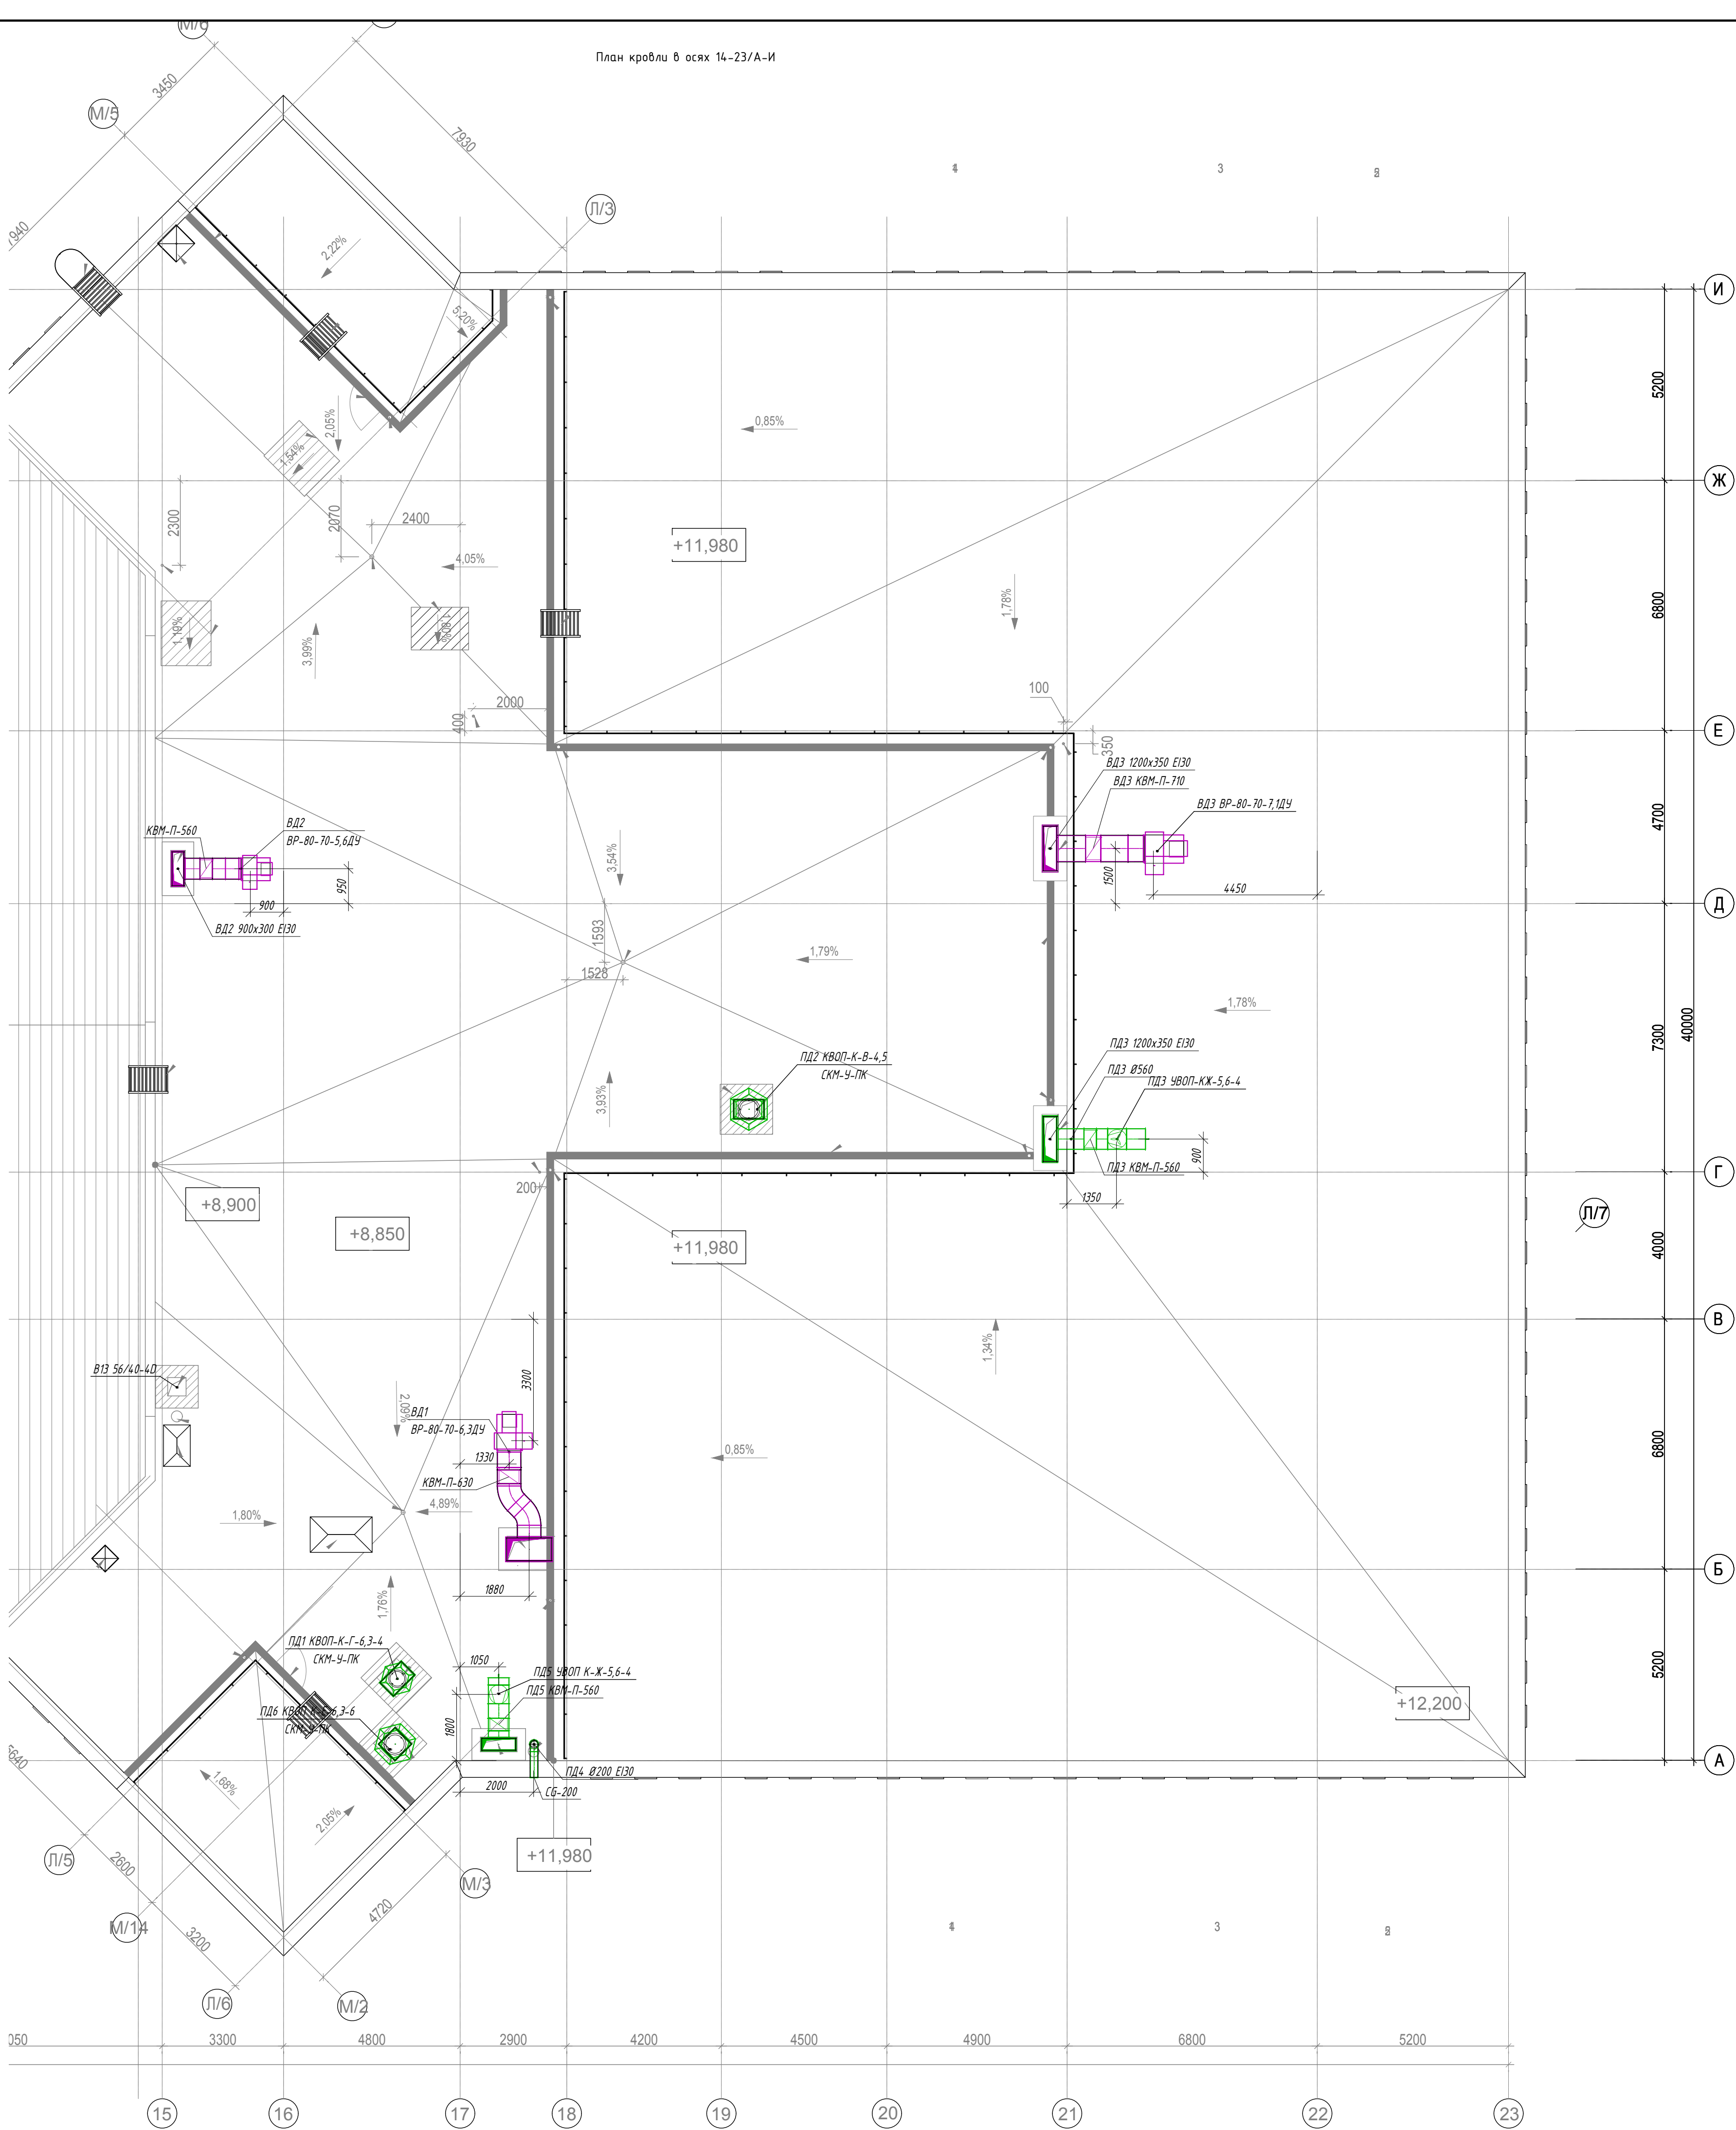 План кровли в осях 14-23/А-И
М/5
3450
7930
Л/3
7940
2,22%
5,20%
4
3
И
5200
2,05%
1,54%
0,85%
Ж
2300
2070
2400
+11,980
4,05%
1,78%
6800
1,19%
3,99%
1,80%
100
2000
400
350
Е
ВД3 1200х350 EI30
ВД3 КВМ-П-710
ВД3 ВР-80-70-7,1ДУ
КВМ-П-560
ВД2
ВР-80-70-5,6ДУ
4700
3,54%
950
1500
4450
900
Д
ВД2 900х300 EI30
1593
1,79%
1528
1,78%
40000
7300
ПД3 1200х350 EI30
ПД2 КВОП-К-В-4,5
СКМ-У-ПК
ПД3 Ø560
ПД3 УВОП-КЖ-5,6-4
3,93%
900
ПД3 КВМ-П-560
Г
200
1350
+8,900
Л/7
+8,850
+11,980
4000
В
1,34%
В13 56/40-4D
3300
2,09%
ВД1
ВР-80-70-6,3ДУ
0,85%
6800
1330
КВМ-П-630
4,89%
1,80%
Б
1880
1,76%
ПД1 КВОП-К-Г-6,3-4
СКМ-У-ПК
1050
ПД5 УВОП К-Ж-5,6-4
ПД5 КВМ-П-560
5200
+12,200
СКМ-У-ПК
1800
А
ПД4 Ø200 EI30
2000
CG-200
1,68%
2,05%
5640
+11,980
Л/5
2600
М/3
4720
М/14
3200
3
Л/6
М/2
3300
4800
2900
4200
4500
4900
6800
5200
15
16
17
18
19
20
21
22
23